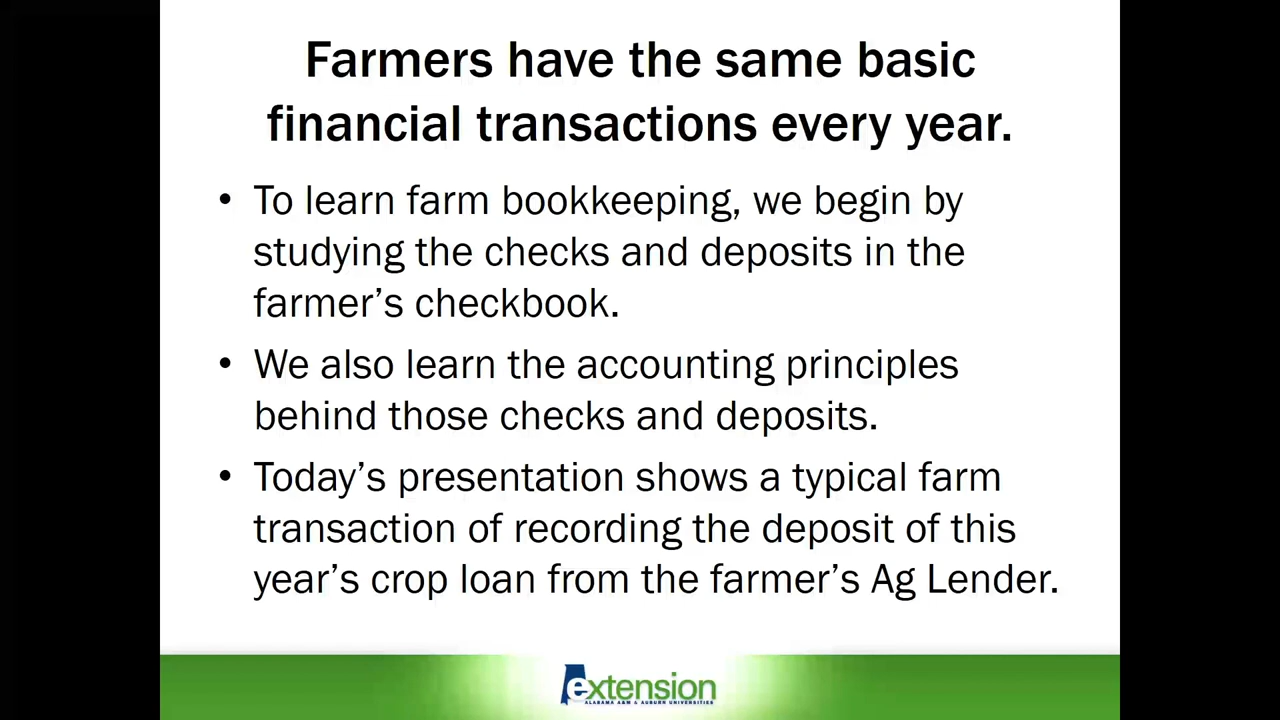 Farmers have the same basic
financial transactions every year.
• To learn farm bookkeeping, we begin by
studying the checks and deposits in the
farmer’s checkbook.
• We also learn the accounting principles
behind those checks and deposits.
• Today’s presentation shows a typical farm
transaction of recording the deposit of this
year’s crop loan from the farmer’s Ag Lender.
extension
ALABAMA A&M & AUBURN UNIVERSITIES